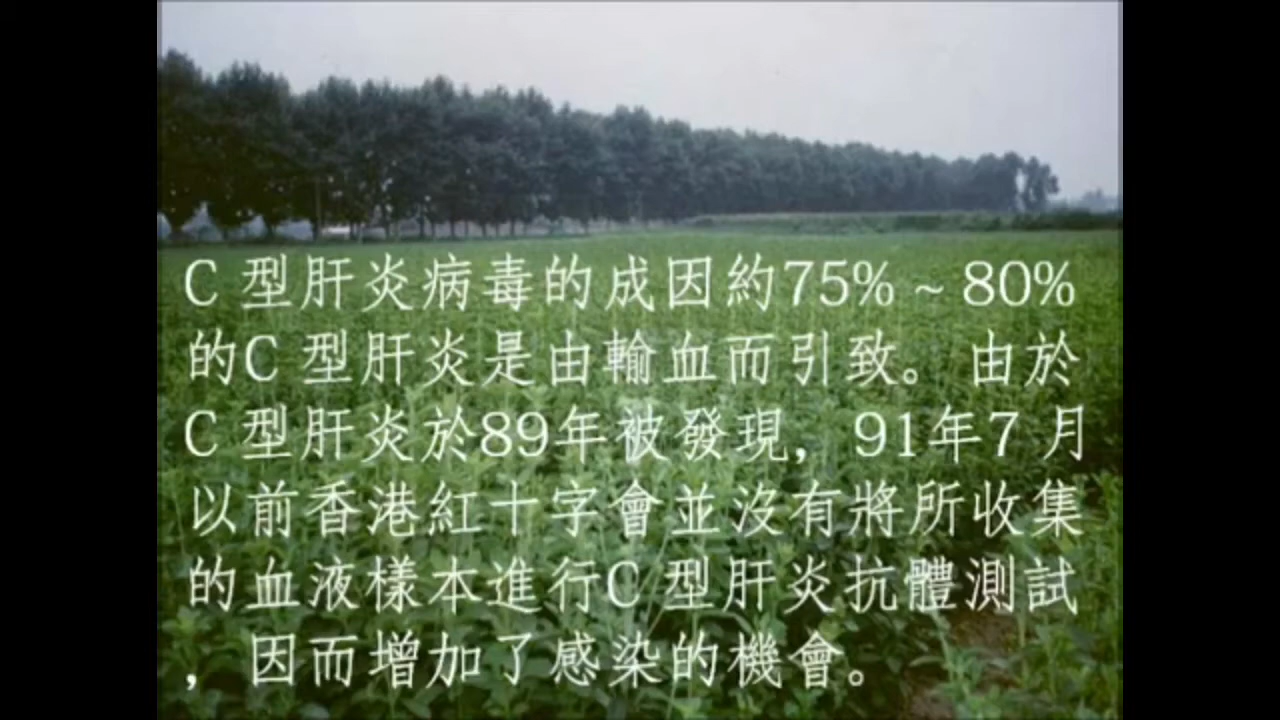 C 型肝炎病毒的成因約75% ~ 80%
的C 型肝炎是由輸血而引致。由於
C 型肝炎於89年被發現，91年7 月
以前香港紅十字會並沒有將所收集
的血液樣本進行C 型肝炎抗體測試
，因而增加了感染的機會。